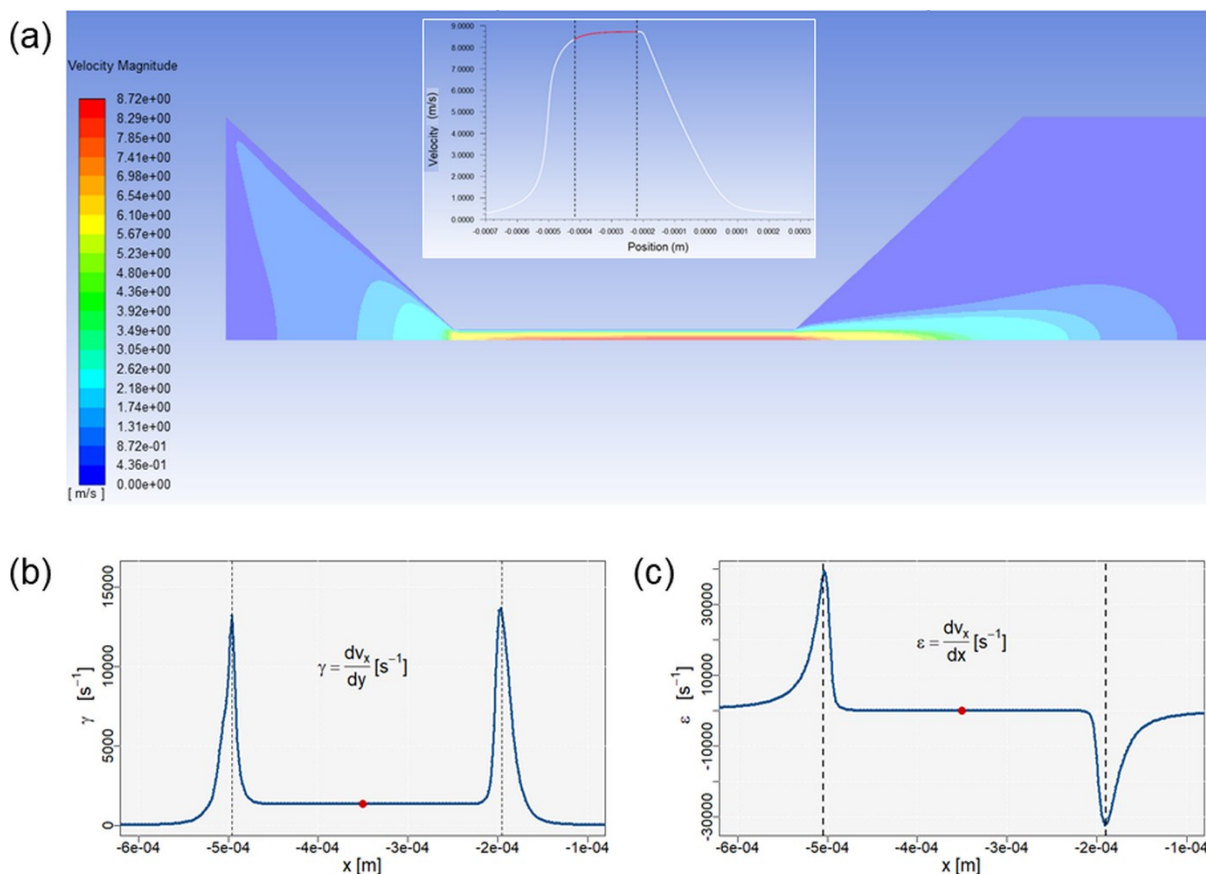 (a)
Velocity Magnitude
8.72e+00
8.29e+00
7.85e+00
7.41e+00
6.98e+00
6.54e+00
6.10e+00
5.67e+00
5.23e+00
4.80e+00
4.36e+00
3.92e+00
3.49e+00
3.05e+00
2.62e+00
2.18e+00
1.74e+00
1.31e+00
8.72e-01
4.36e-01
0.00e+00
[ m/s ]
Velocity (m/s)
9.0000
8.0000
7.0000
6.0000
5.0000
4.0000
3.0000
2.0000
1.0000
0.0000
-0.0007 -0.0006 -0.0005 -0.0004 -0.0003 -0.0002 -0.0001 0.0000 0.0001 0.0002 0.0003
Position (m)
(b)
γ [s⁻¹]
15000
10000
5000
0
γ = dvₓ/dy [s⁻¹]
-6e-04 -5e-04 -4e-04 -3e-04 -2e-04 -1e-04
x [m]
(c)
ε [s⁻¹]
30000
10000
-10000
-30000
ε = dvₓ/dx [s⁻¹]
-6e-04 -5e-04 -4e-04 -3e-04 -2e-04 -1e-04
x [m]